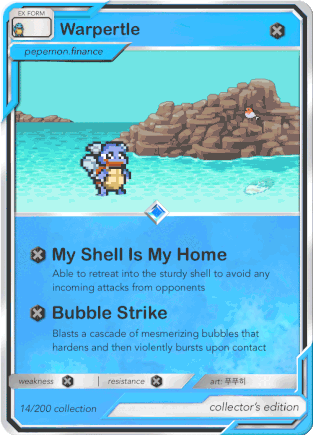 EX FORM
Warpertle
pepemon.finance
My Shell Is My Home
Able to retreat into the sturdy shell to avoid any
incoming attacks from opponents
Bubble Strike
Blasts a cascade of mesmerizing bubbles that
hardens and then violently bursts upon contact
weakness
resistance
art: 푸푸히
14/200 collection
collector's edition